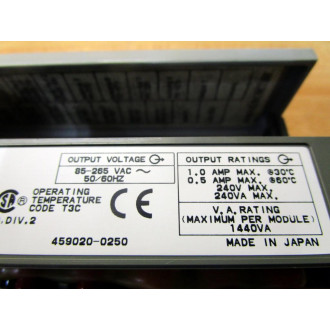 OUTPUT VOLTAGE
85-265 VAC ~
50/60HZ
OUTPUT RATINGS
1.0 AMP MAX. @30°C
0.5 AMP MAX. @60°C
240V MAX.
240VA MAX.
V.A. RATING
(MAXIMUM PER MODULE)
1440VA
SA
OPERATING
TEMPERATURE
CODE T3C
.DIV.2
CE
459020-0250
MADE IN JAPAN